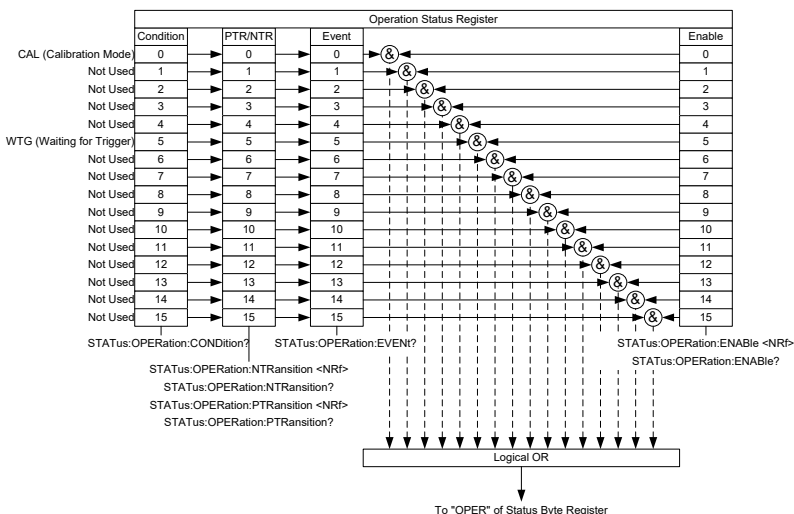 Operation Status Register
Condition PTR/NTR Event Enable
CAL (Calibration Mode) 0 0 0 & 0
Not Used 1 1 1 & 1
Not Used 2 2 2 & 2
Not Used 3 3 3 & 3
Not Used 4 4 4 & 4
WTG (Waiting for Trigger) 5 5 5 & 5
Not Used 6 6 6 & 6
Not Used 7 7 7 & 7
Not Used 8 8 8 & 8
Not Used 9 9 9 & 9
Not Used 10 10 10 & 10
Not Used 11 11 11 & 11
Not Used 12 12 12 & 12
Not Used 13 13 13 & 13
Not Used 14 14 14 & 14
Not Used 15 15 15 & 15
STATus:OPERation:CONDition? STATus:OPERation:EVENt? STATus:OPERation:ENABle <NRf>
STATus:OPERation:ENABle?
STATus:OPERation:NTRansition <NRf>
STATus:OPERation:NTRansition?
STATus:OPERation:PTRansition <NRf>
STATus:OPERation:PTRansition?
Logical OR
To "OPER" of Status Byte Register